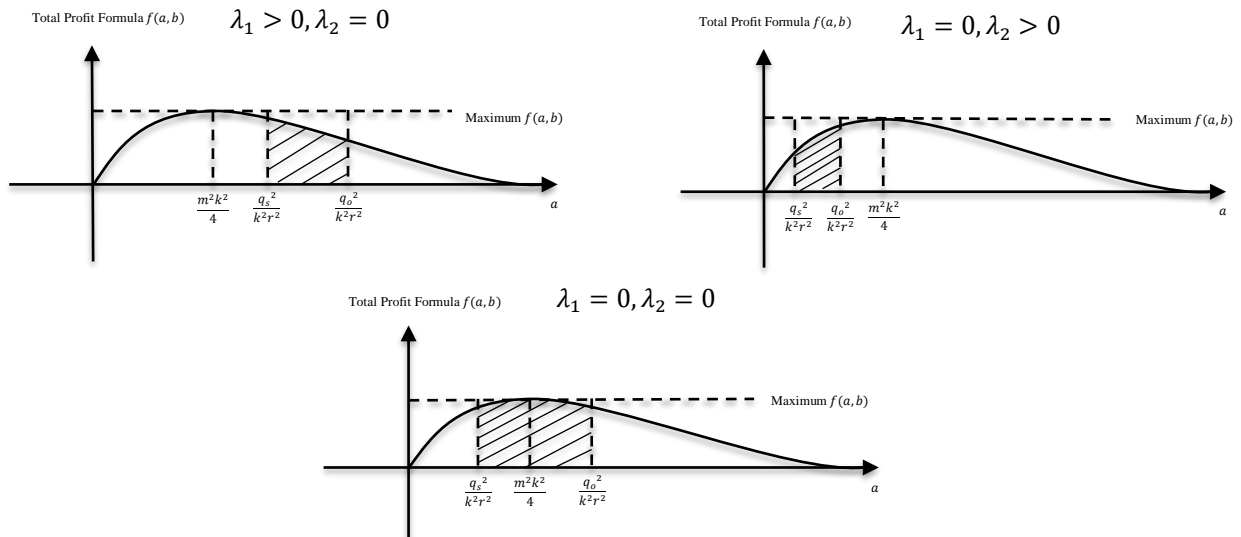 Total Profit Formula f(a, b)
λ₁ > 0, λ₂ = 0
Maximum f(a, b)
m²k²/4
qₛ²/k²r²
qₒ²/k²r²
a
Total Profit Formula f(a, b)
λ₁ = 0, λ₂ > 0
Maximum f(a, b)
qₛ²/k²r²
qₒ²/k²r²
m²k²/4
a
Total Profit Formula f(a, b)
λ₁ = 0, λ₂ = 0
Maximum f(a, b)
qₛ²/k²r²
m²k²/4
qₒ²/k²r²
a